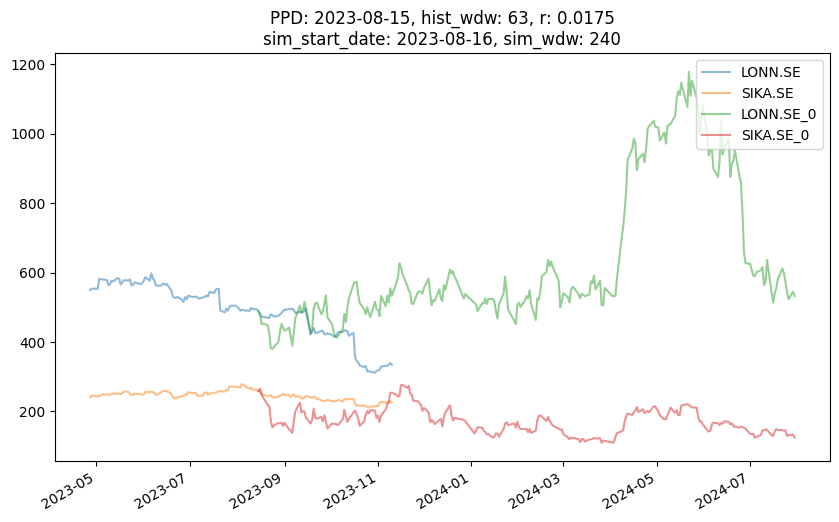 PPD: 2023-08-15, hist_wdw: 63, r: 0.0175
sim_start_date: 2023-08-16, sim_wdw: 240
LONN.SE
SIKA.SE
LONN.SE_0
SIKA.SE_0
1200
1000
800
600
400
200
2023-05
2023-07
2023-09
2023-11
2024-01
2024-03
2024-05
2024-07